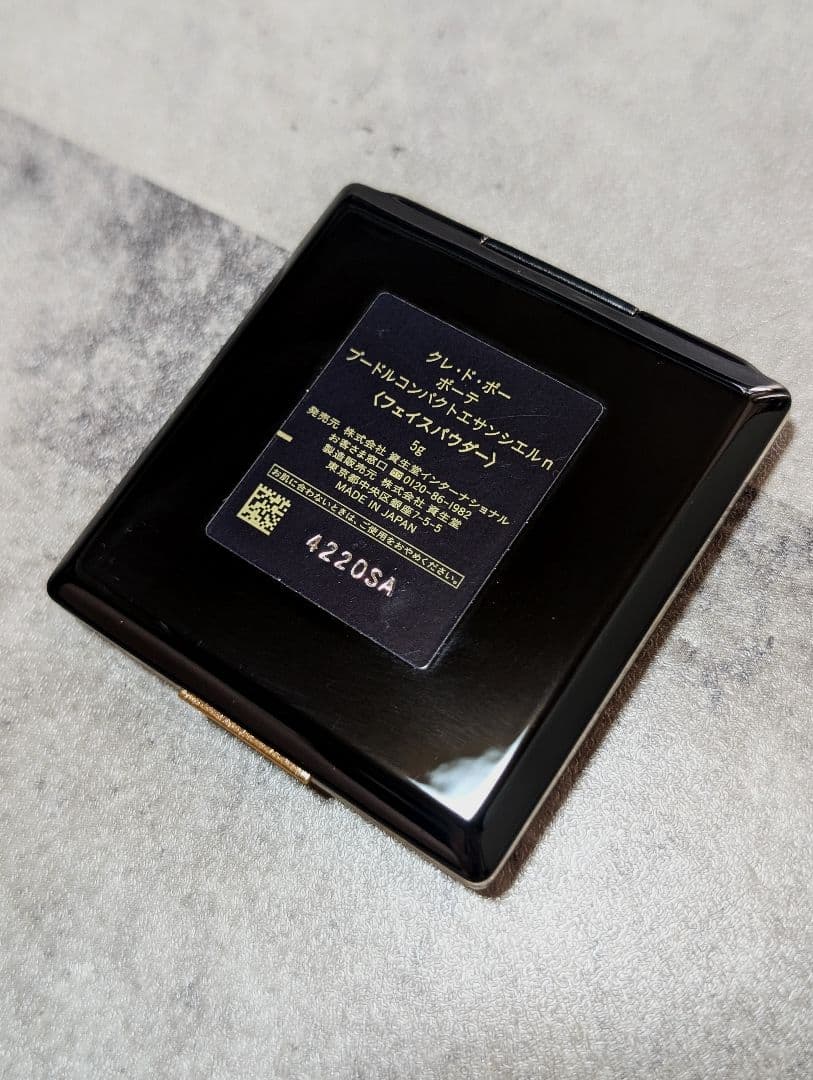 クレ・ド・ポー
ボーテ
プードルコンパクトエサンシエルn
〈フェイスパウダー〉
5g
発売元 株式会社 資生堂インターナショナル
お客さま窓口 ☎0120-86-1982
製造販売元 株式会社 資生堂
東京都中央区銀座7-5-5
MADE IN JAPAN
お肌に合わないときは、ご使用をおやめください。
4220SA